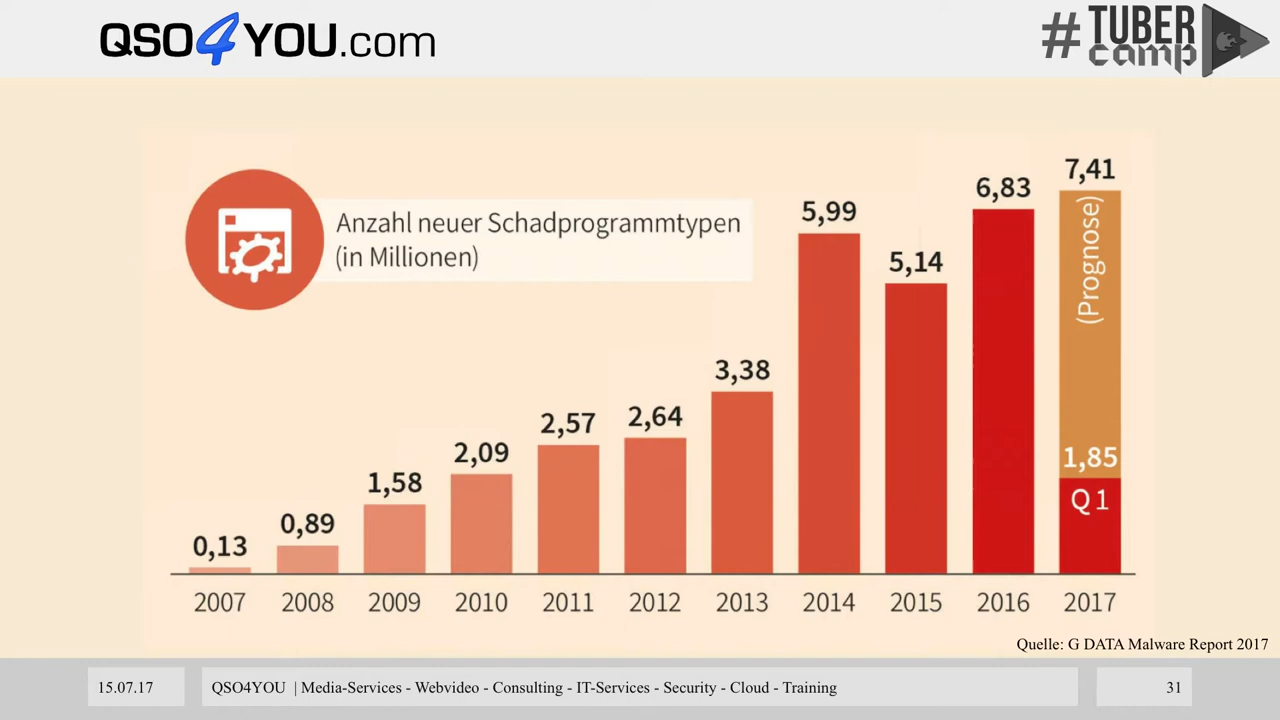 QSO4YOU.com
#TUBER
camp
Anzahl neuer Schadprogrammtypen
(in Millionen)
0,13
0,89
1,58
2,09
2,57
2,64
3,38
5,99
5,14
6,83
7,41
(Prognose)
1,85
Q1
2007 2008 2009 2010 2011 2012 2013 2014 2015 2016 2017
Quelle: G DATA Malware Report 2017
15.07.17
QSO4YOU | Media-Services - Webvideo - Consulting - IT-Services - Security - Cloud - Training
31